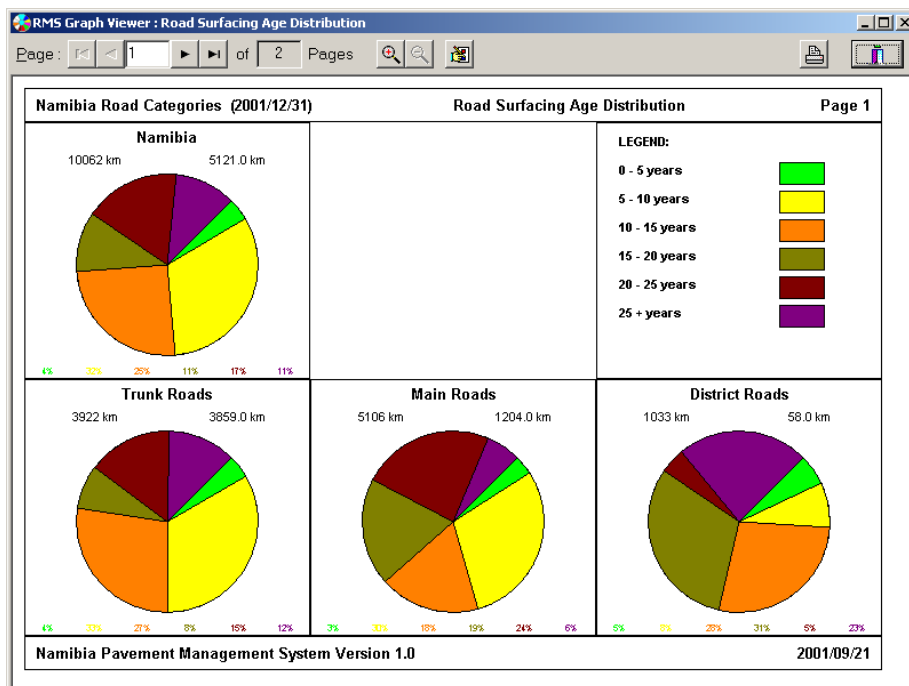 RMS Graph Viewer : Road Surfacing Age Distribution
Page : 1 of 2 Pages
Namibia Road Categories (2001/12/31) Road Surfacing Age Distribution Page 1
Namibia
10062 km 5121.0 km
4% 32% 25% 11% 17% 11%
LEGEND:
0 - 5 years
5 - 10 years
10 - 15 years
15 - 20 years
20 - 25 years
25 + years
Trunk Roads
3922 km 3859.0 km
4% 33% 27% 8% 15% 12%
Main Roads
5106 km 1204.0 km
3% 30% 18% 19% 24% 6%
District Roads
1033 km 58.0 km
5% 8% 28% 31% 5% 23%
Namibia Pavement Management System Version 1.0 2001/09/21